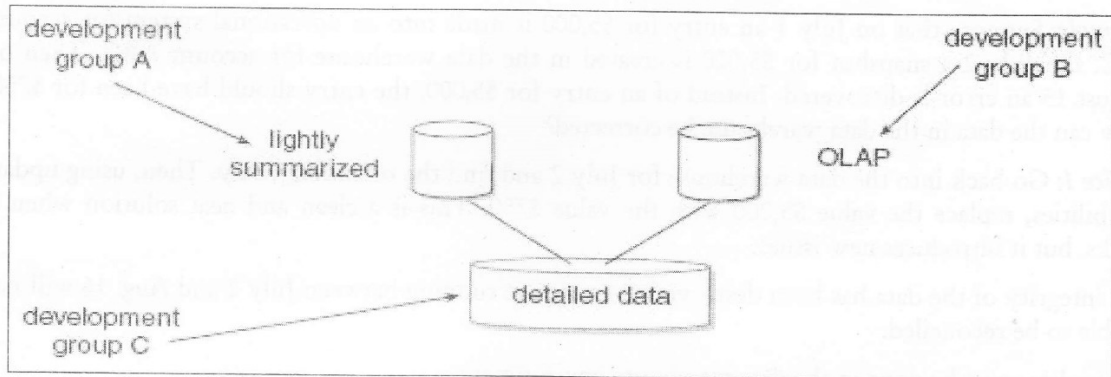 development
group A
development
group B
lightly
summarized
OLAP
detailed data
development
group C